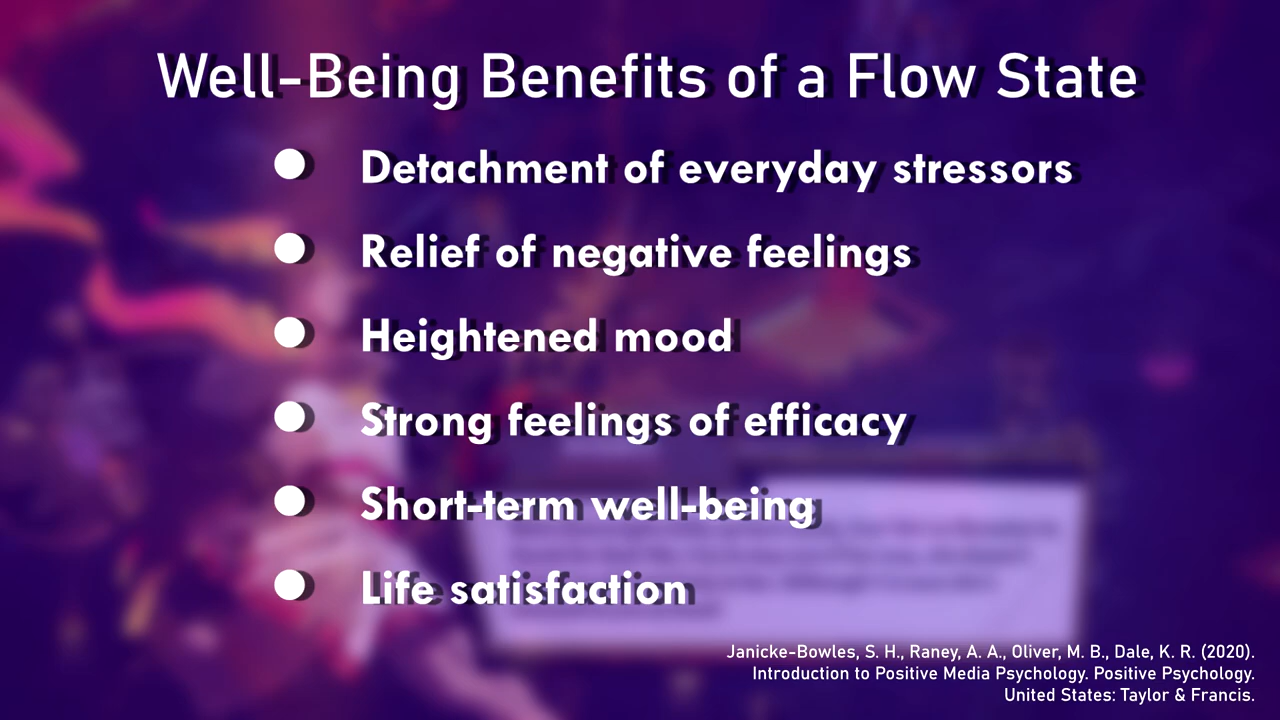 Well-Being Benefits of a Flow State
● Detachment of everyday stressors
● Relief of negative feelings
● Heightened mood
● Strong feelings of efficacy
● Short-term well-being
● Life satisfaction
Janicke-Bowles, S. H., Raney, A. A., Oliver, M. B., Dale, K. R. (2020).
Introduction to Positive Media Psychology. Positive Psychology.
United States: Taylor & Francis.